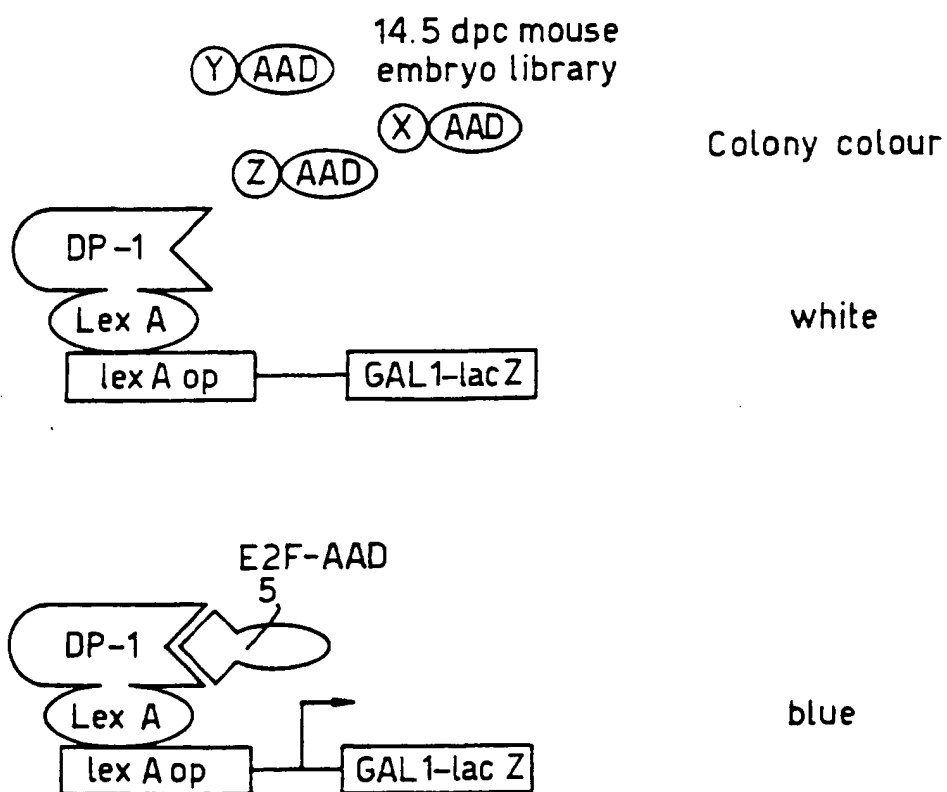 14.5 dpc mouse
embryo library
Y AAD
X AAD
Z AAD
Colony colour
DP-1
Lex A
white
lex A op
GAL1-lac Z
E2F-AAD
5
DP-1
Lex A
blue
lex A op
GAL1-lac Z